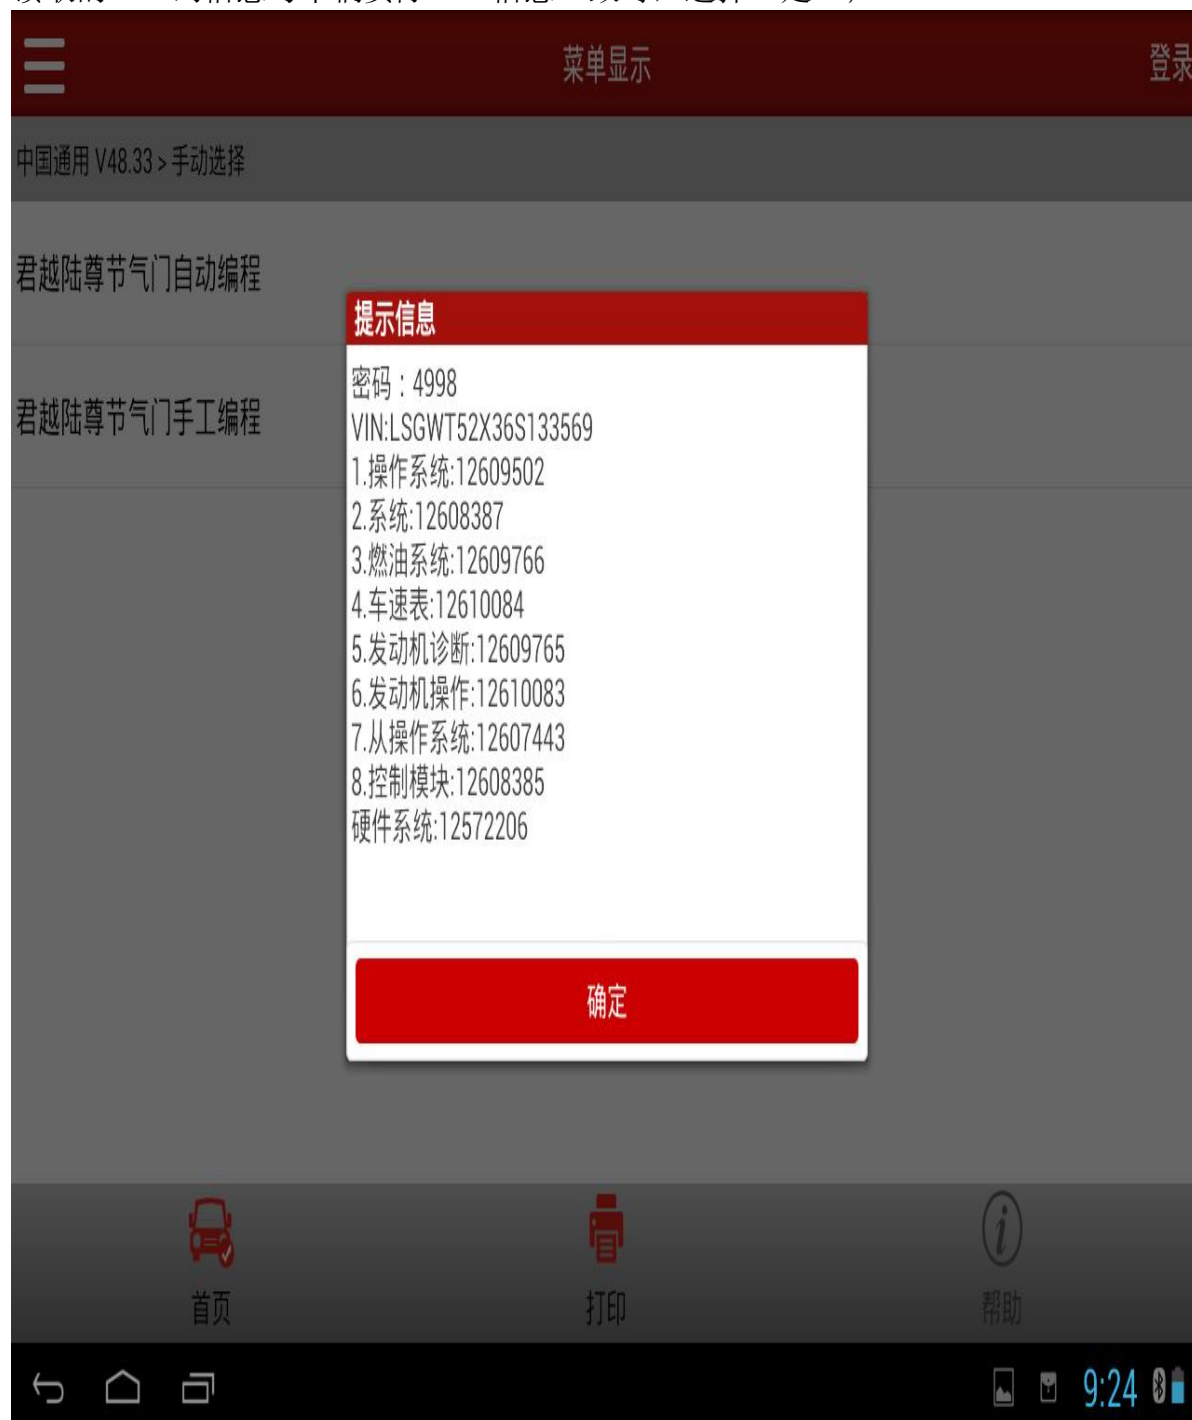 菜单显示
登录
中国通用 V48.33 > 手动选择
君越陆尊节气门自动编程
君越陆尊节气门手工编程
提示信息
密码：4998
VIN:LSGWT52X36S133569
1.操作系统:12609502
2.系统:12608387
3.燃油系统:12609766
4.车速表:12610084
5.发动机诊断:12609765
6.发动机操作:12610083
7.从操作系统:12607443
8.控制模块:12608385
硬件系统:12572206
确定
首页
打印
帮助
9:24